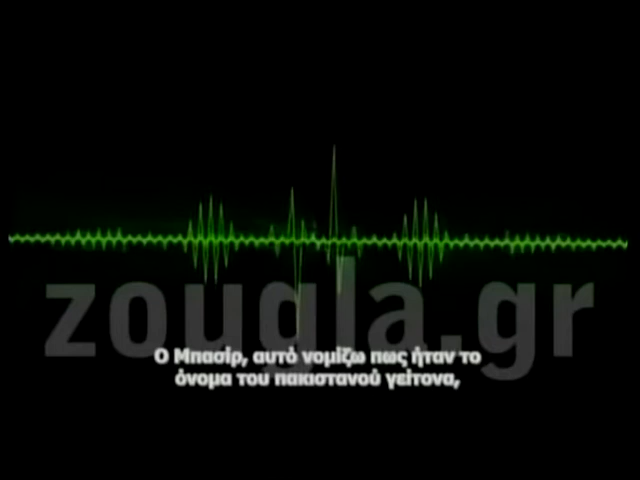 zougla.gr
Ο Μπασίρ, αυτό νομίζω πως ήταν το
όνομα του πακιστανού γείτονα,